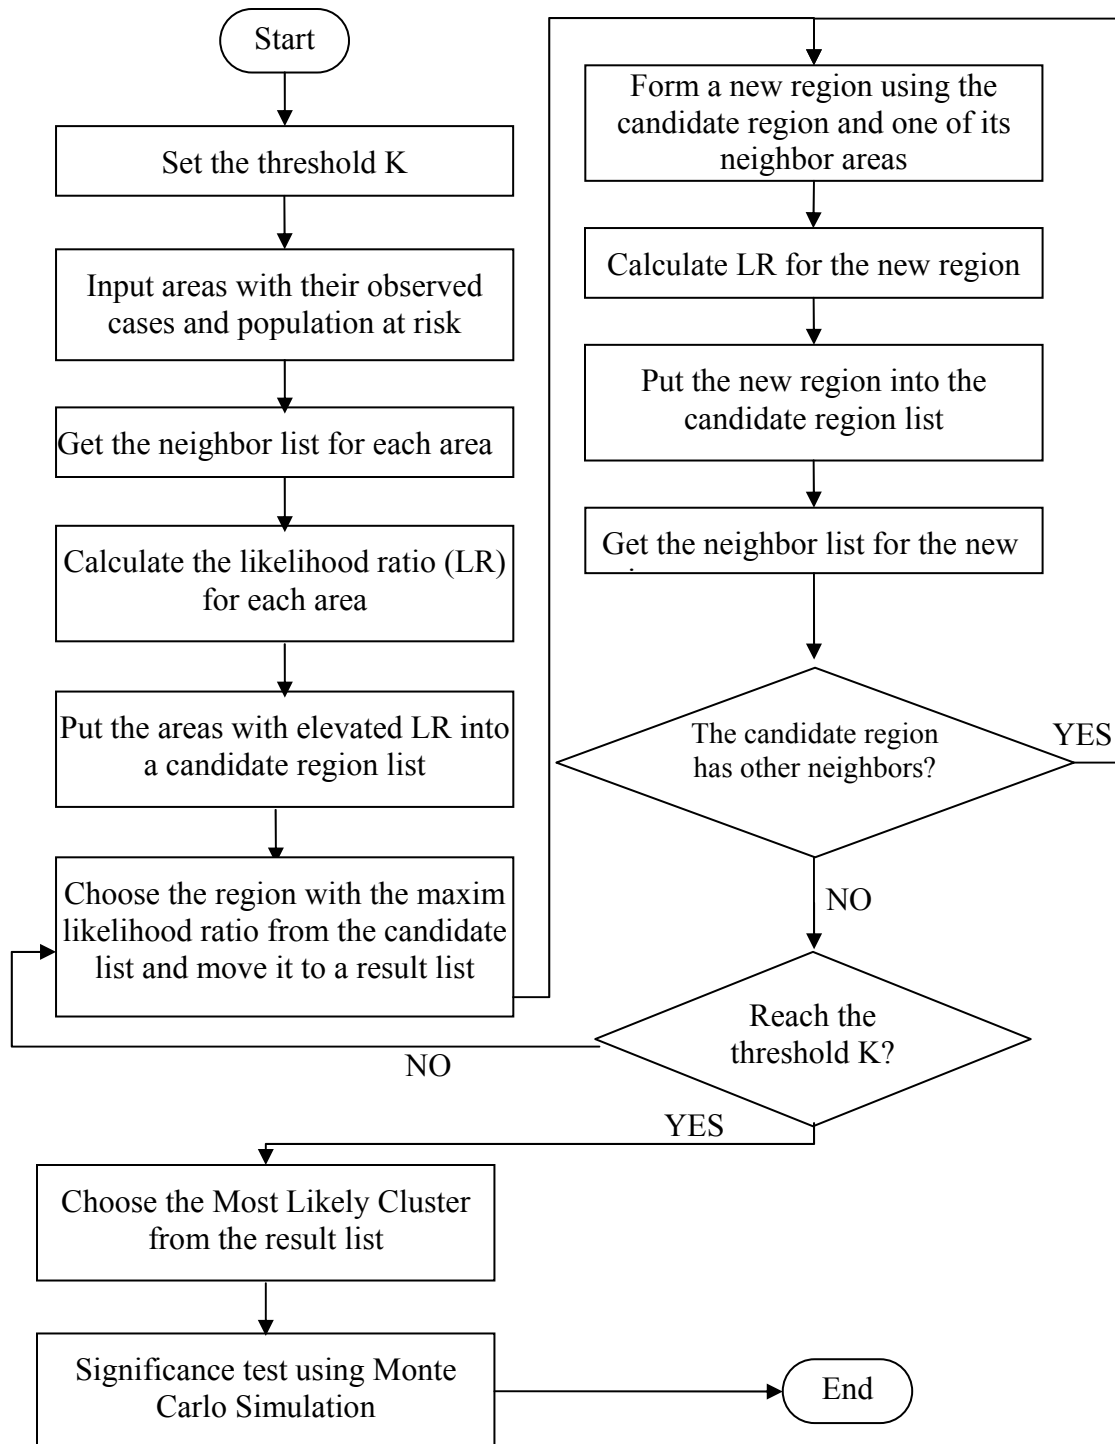 Start
Set the threshold K
Input areas with their observed
cases and population at risk
Get the neighbor list for each area
Calculate the likelihood ratio (LR)
for each area
Put the areas with elevated LR into
a candidate region list
Choose the region with the maxim
likelihood ratio from the candidate
list and move it to a result list
Form a new region using the
candidate region and one of its
neighbor areas
Calculate LR for the new region
Put the new region into the
candidate region list
Get the neighbor list for the new
The candidate region
has other neighbors?
YES
NO
Reach the
threshold K?
NO
YES
Choose the Most Likely Cluster
from the result list
Significance test using Monte
Carlo Simulation
End